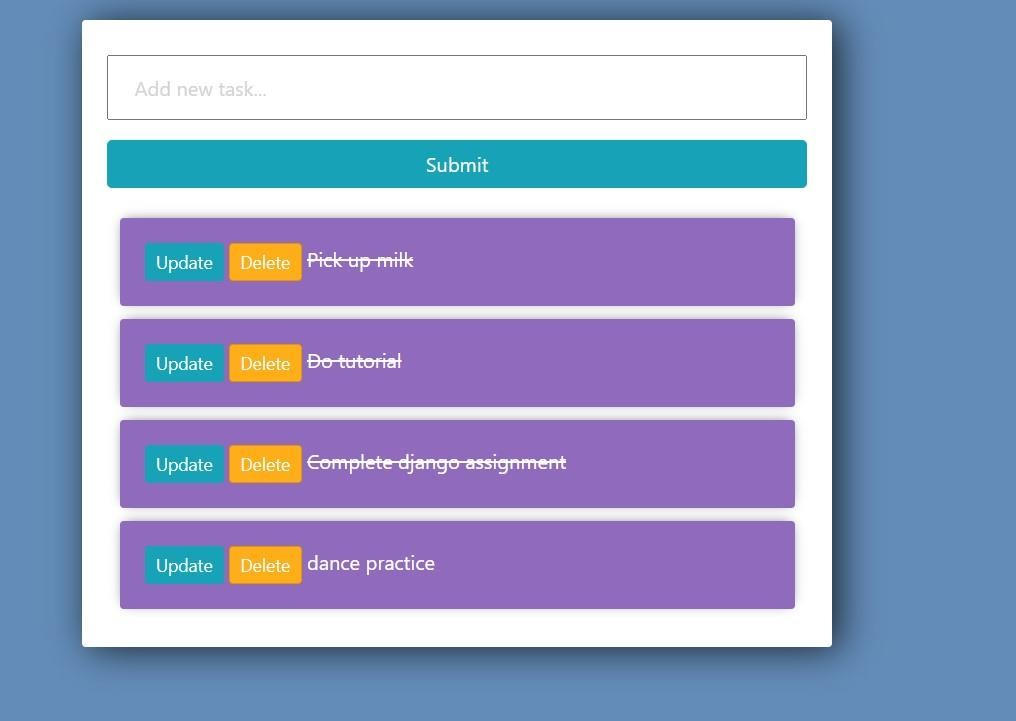 Add new task...
Submit
Update Delete Pick up milk
Update Delete Do tutorial
Update Delete Complete django assignment
Update Delete dance practice